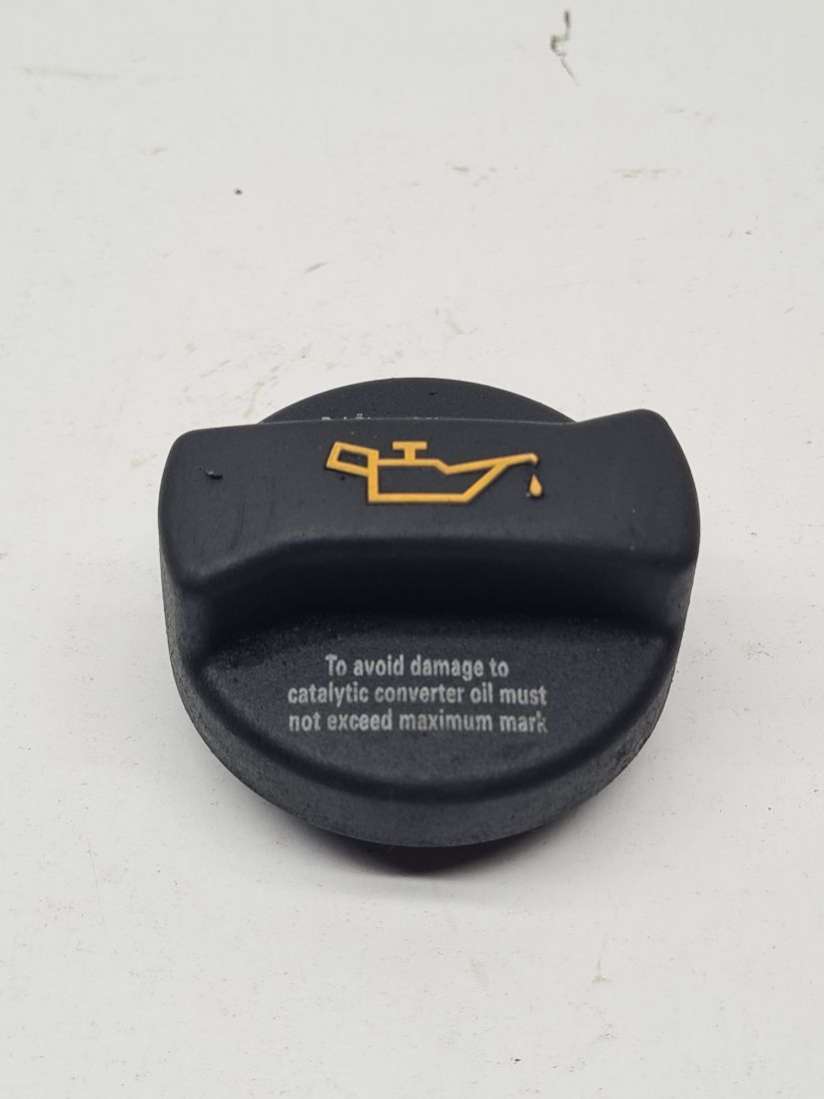 To avoid damage to
catalytic converter oil must
not exceed maximum mark